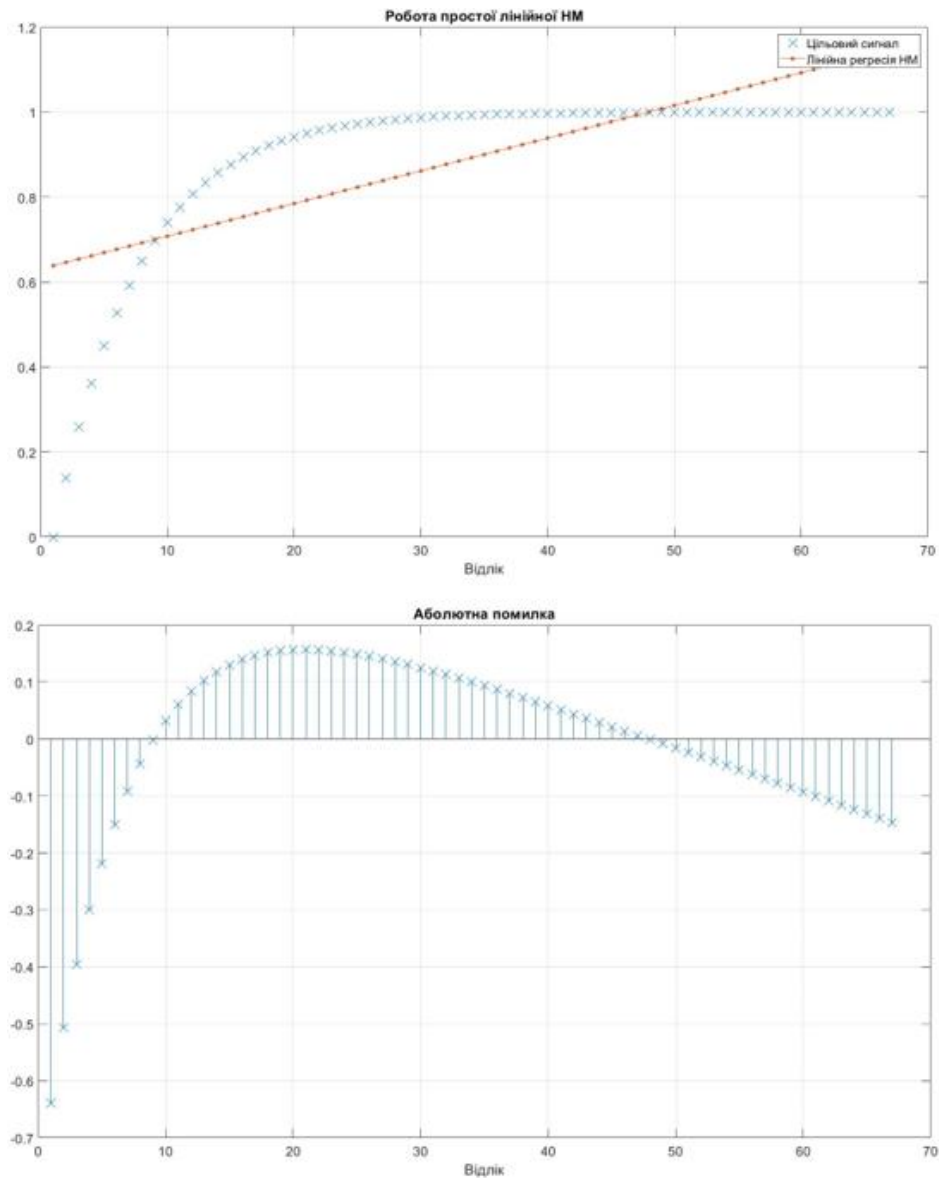 Робота простої лінійної НМ
1.2
Цільовий сигнал
Лінійна регресія НМ
1
0.8
0.6
0.4
0.2
0
0 10 20 30 40 50 60 70
Відлік
Аболютна помилка
0.2
0.1
0
-0.1
-0.2
-0.3
-0.4
-0.5
-0.6
-0.7
0 10 20 30 40 50 60 70
Відлік